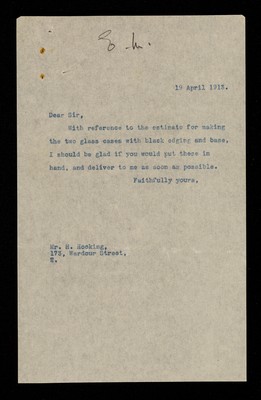 19 April 1912.
Dear Sir,
With reference to the estimate for making
the two glass cases with black edging and base,
I should be glad if you would put these in
hand, and deliver to me as soon as possible.
Faithfully yours,
Mr. H. Hocking,
173, Wardour Street,
W.